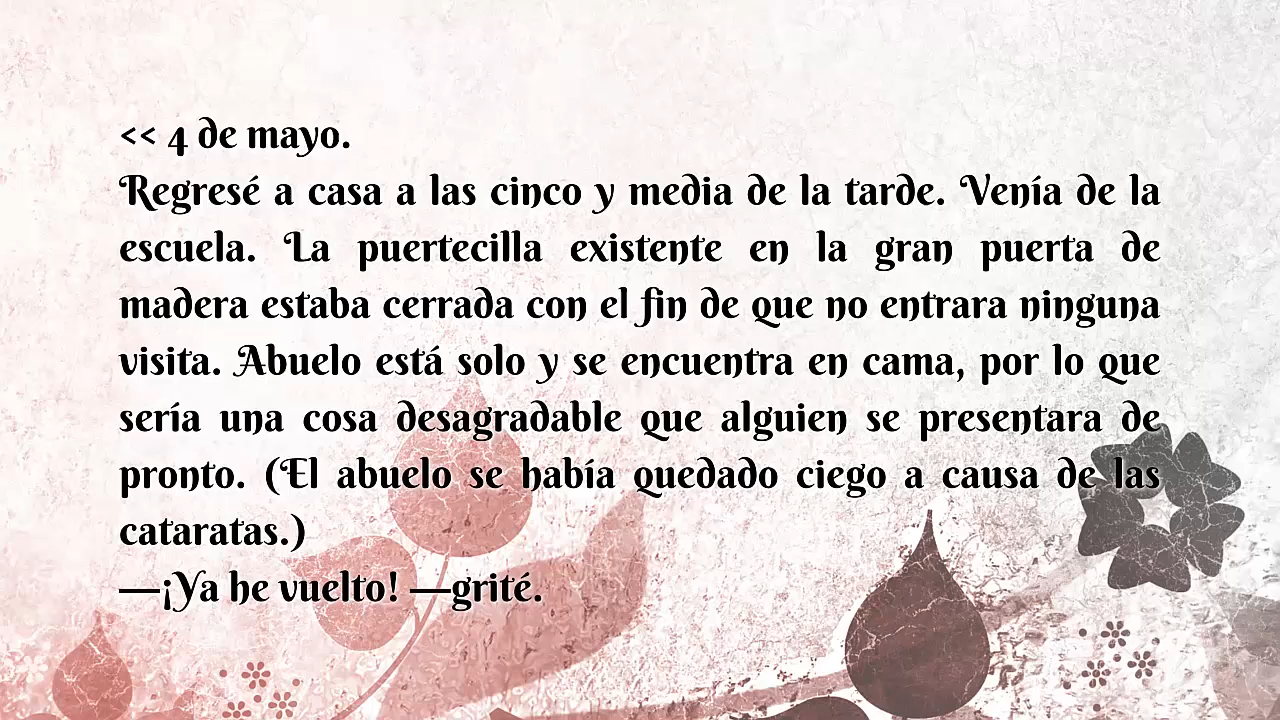 << 4 de mayo.
Regresé a casa a las cinco y media de la tarde. Venía de la
escuela. La puertecilla existente en la gran puerta de
madera estaba cerrada con el fin de que no entrara ninguna
visita. Abuelo está solo y se encuentra en cama, por lo que
sería una cosa desagradable que alguien se presentara de
pronto. (El abuelo se había quedado ciego a causa de las
cataratas.)
—¡Ya he vuelto! —grité.